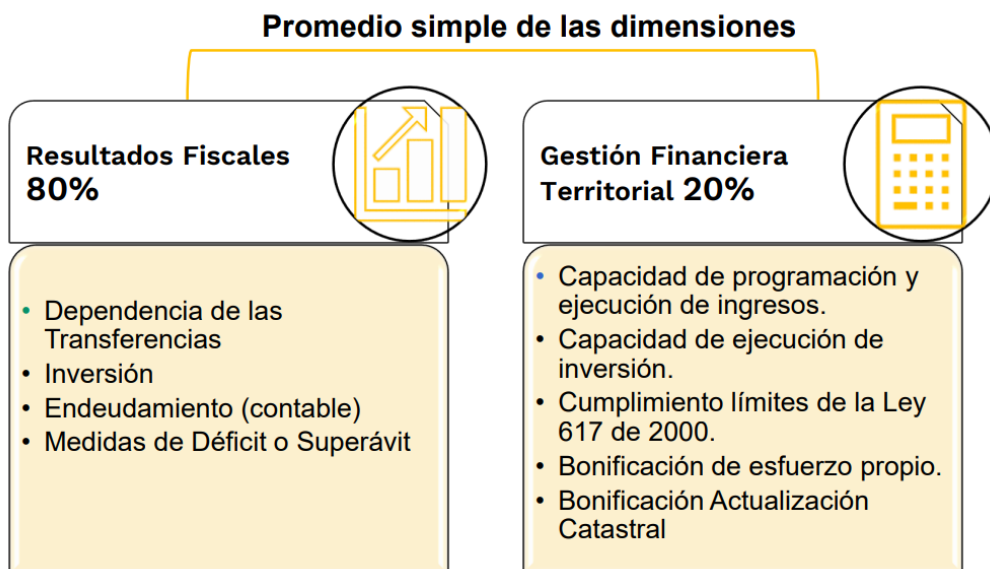 Promedio simple de las dimensiones
Resultados Fiscales
80%
• Dependencia de las
Transferencias
• Inversión
• Endeudamiento (contable)
• Medidas de Déficit o Superávit
Gestión Financiera
Territorial 20%
• Capacidad de programación y
ejecución de ingresos.
• Capacidad de ejecución de
inversión.
• Cumplimiento límites de la Ley
617 de 2000.
• Bonificación de esfuerzo propio.
• Bonificación Actualización
Catastral